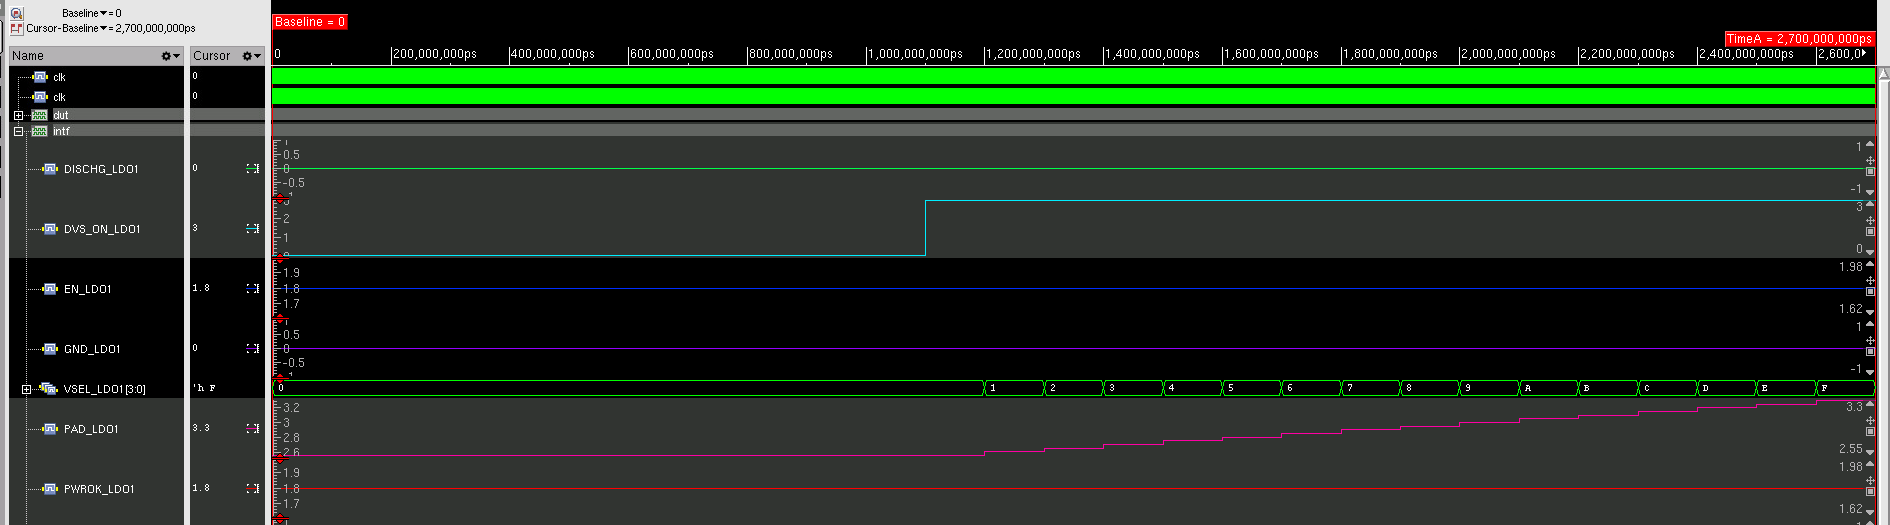 Baseline▾= 0
Cursor-Baseline▾= 2,700,000,000ps
Baseline = 0
TimeA = 2,700,000,000ps
Name
Cursor
0
200,000,000ps
400,000,000ps
600,000,000ps
800,000,000ps
1,000,000,000ps
1,200,000,000ps
1,400,000,000ps
1,600,000,000ps
1,800,000,000ps
2,000,000,000ps
2,200,000,000ps
2,400,000,000ps
2,600,0
clk
0
clk
0
dut
intf
DISCHG_LDO1
0
0.5
0
-0.5
1
-1
DVS_ON_LDO1
3
2
1
3
0
EN_LDO1
1.8
1.9
1.8
1.7
1.98
1.62
GND_LDO1
0
0.5
0
-0.5
1
-1
VSEL_LDO1[3:0]
'h F
0
1
2
3
4
5
6
7
8
9
A
B
C
D
E
F
PAD_LDO1
3.3
3.2
3
2.8
2.6
3.3
2.55
PWROK_LDO1
1.8
1.9
1.8
1.7
1.98
1.62